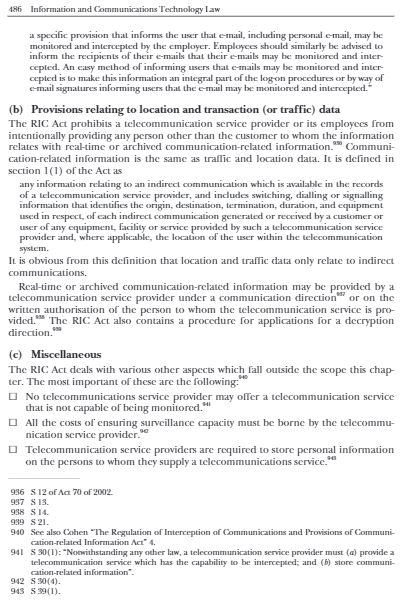 486 Information and Communications Technology Law
a specific provision that informs the user that e-mail, including personal e-mail, may be
monitored and intercepted by the employer. Employees should similarly be advised to
inform the recipients of their e-mails that their e-mails may be monitored and inter-
cepted. An easy method of informing users that e-mails may be monitored and inter-
cepted is to make this information an integral part of the log-on procedures or by way of
e-mail signatures informing users that the e-mail may be monitored and intercepted."
(b) Provisions relating to location and transaction (or traffic) data
The RIC Act prohibits a telecommunication service provider or its employees from
intentionally providing any person other than the customer to whom the information
relates with real-time or archived communication-related information.936 Communi-
cation-related information is the same as traffic and location data. It is defined in
section 1(1) of the Act as
any information relating to an indirect communication which is available in the records
of a telecommunication service provider, and includes switching, dialling or signalling
information that identifies the origin, destination, termination, duration, and equipment
used in respect, of each indirect communication generated or received by a customer or
user of any equipment, facility or service provided by such a telecommunication service
provider and, where applicable, the location of the user within the telecommunication
system.
It is obvious from this definition that location and traffic data only relate to indirect
communications.
Real-time or archived communication-related information may be provided by a
telecommunication service provider under a communication direction937 or on the
written authorisation of the person to whom the telecommunication service is pro-
vided.938 The RIC Act also contains a procedure for applications for a decryption
direction.939
(c) Miscellaneous
The RIC Act deals with various other aspects which fall outside the scope this chap-
ter. The most important of these are the following:940
☐ No telecommunications service provider may offer a telecommunication service
that is not capable of being monitored.941
☐ All the costs of ensuring surveillance capacity must be borne by the telecommu-
nication service provider.942
☐ Telecommunication service providers are required to store personal information
on the persons to whom they supply a telecommunications service.943
936 S 12 of Act 70 of 2002.
937 S 13.
938 S 14.
939 S 21.
940 See also Cohen "The Regulation of Interception of Communications and Provisions of Communi-
cation-related Information Act" 4.
941 S 30(1): "Notwithstanding any other law, a telecommunication service provider must (a) provide a
telecommunication service which has the capability to be intercepted; and (b) store communi-
cation-related information".
942 S 30(4).
943 S 39(1).